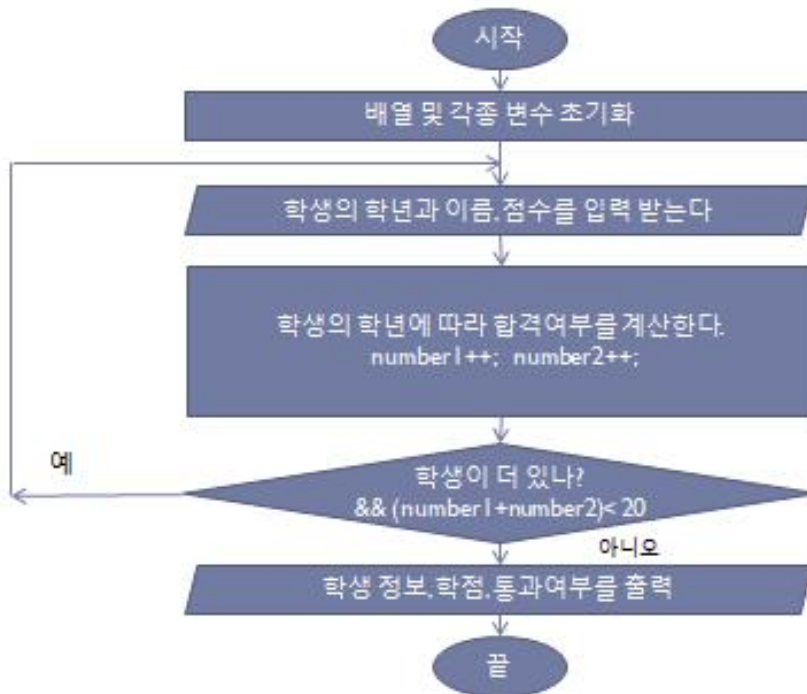 시작
배열 및 각종 변수 초기화
학생의 학년과 이름,점수를 입력 받는다
학생의 학년에 따라 합격여부를 계산한다.
number1++; number2++;
예
학생이 더 있나?
&& (number1+number2)< 20
아니요
학생 정보,학점,통과여부를 출력
끝